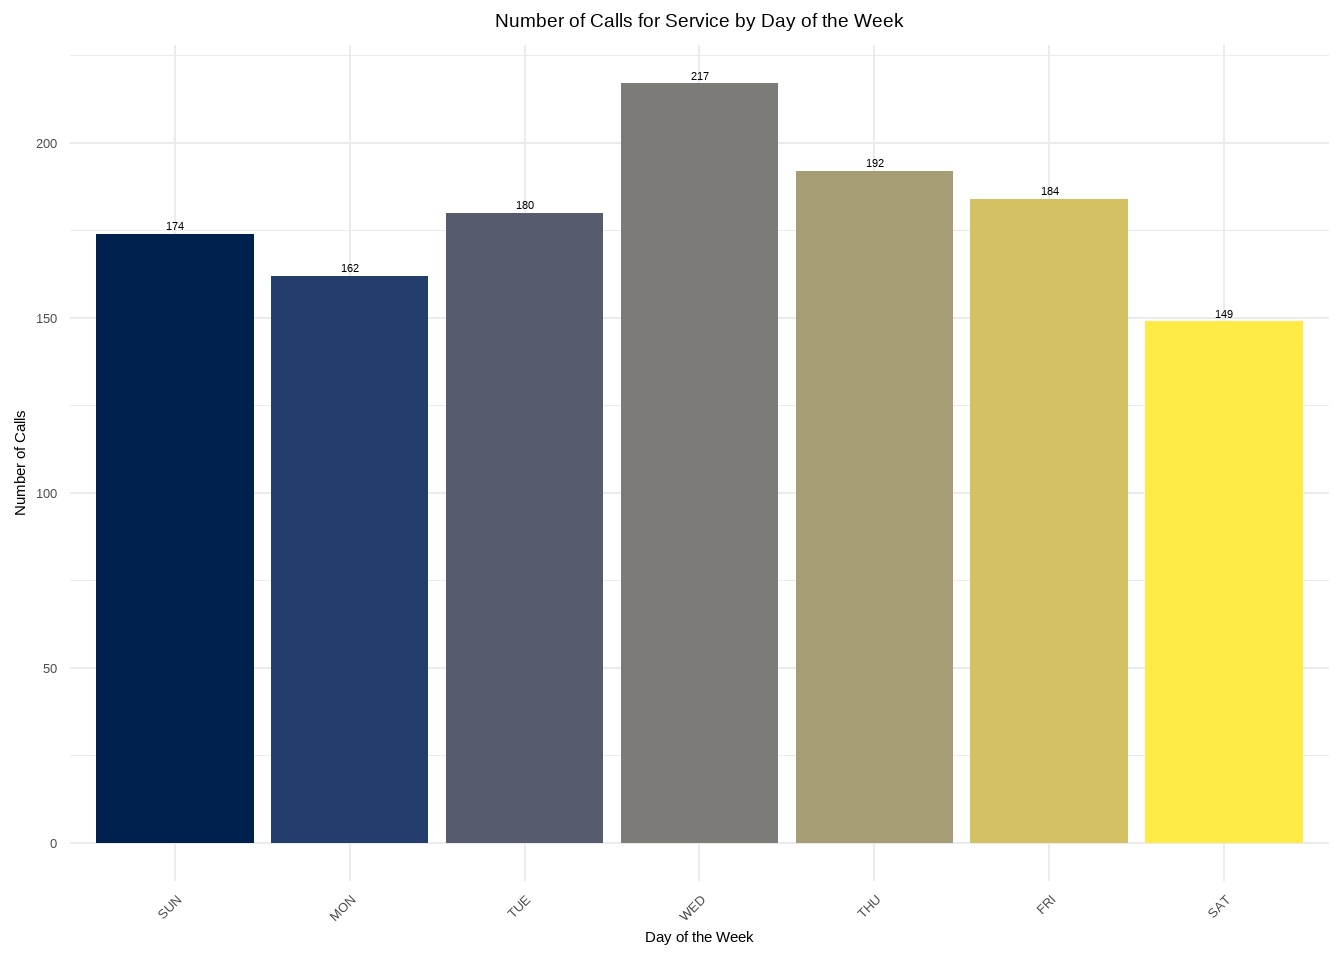 Number of Calls for Service by Day of the Week
217
200
192
184
180
174
162
150
149
Number of Calls
100
50
0
SUN
MON
TUE
WED
THU
FRI
SAT
Day of the Week